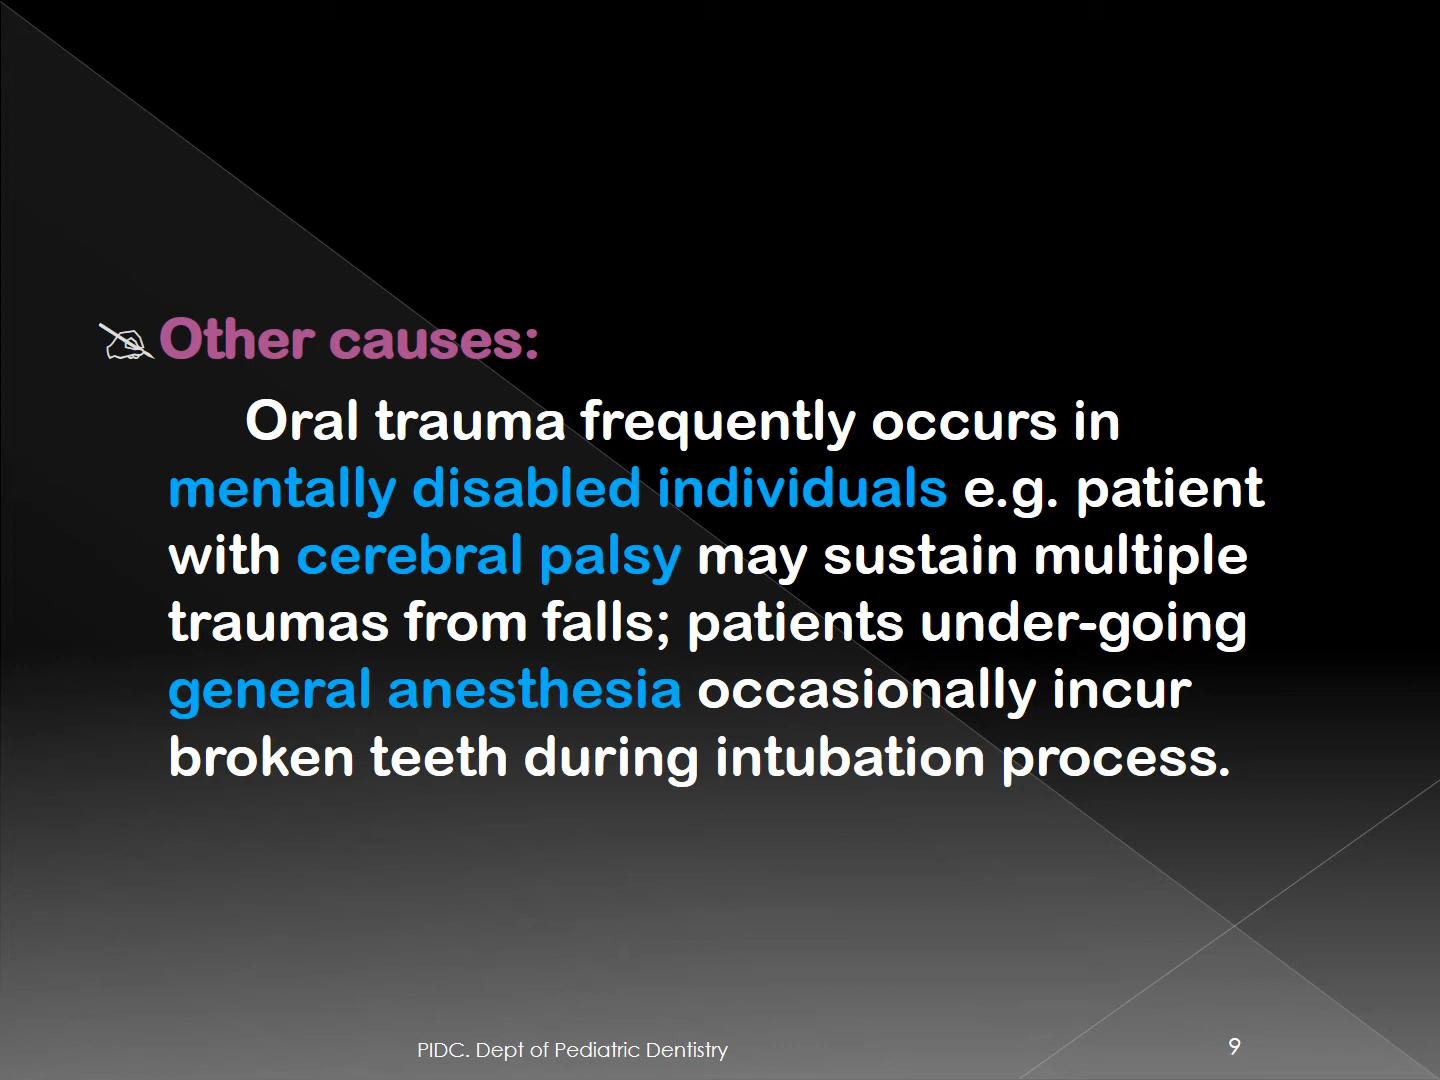 Other causes:
Oral trauma frequently occurs in
mentally disabled individuals e.g. patient
with cerebral palsy may sustain multiple
traumas from falls; patients under-going
general anesthesia occasionally incur
broken teeth during intubation process.
PIDC. Dept of Pediatric Dentistry
9